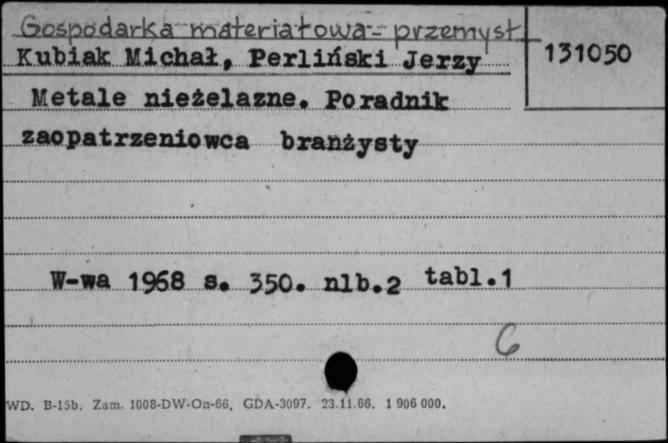 Gospodarka materiałowa - przemysł
Kubiak Michał, Perliński Jerzy
131050
Metale nieżelazne. Poradnik
zaopatrzeniowca branżysty
W-wa 1968 s. 350. nlb.2 tabl.1
6
WD. B-15b. Zam. 1008-DW-On-66, GDA-3097. 23.11.66. 1 906 000.